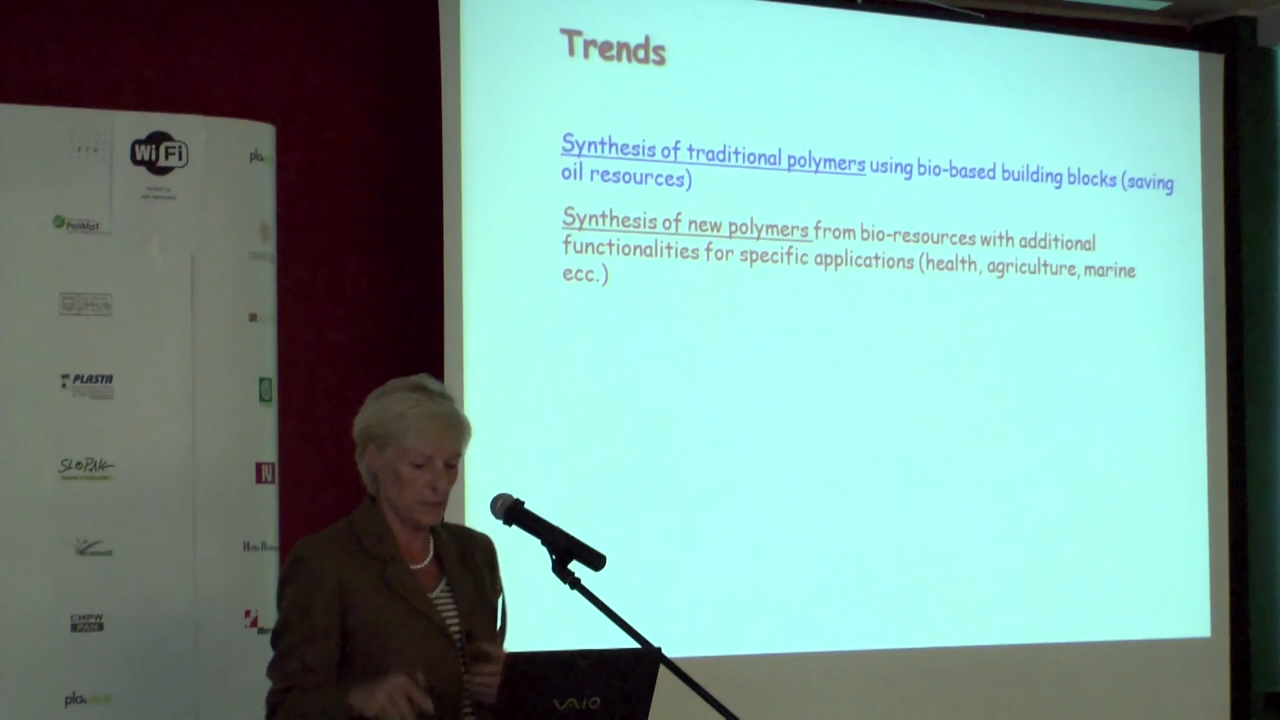 Trends
Synthesis of traditional polymers using bio-based building blocks (saving
oil resources)
Synthesis of new polymers from bio-resources with additional
functionalities for specific applications (health, agriculture, marine
ecc.)
WiFi
pla
PoliMaT
PLASTA
SLOPAK
N
CMPW
PAN
VAIO